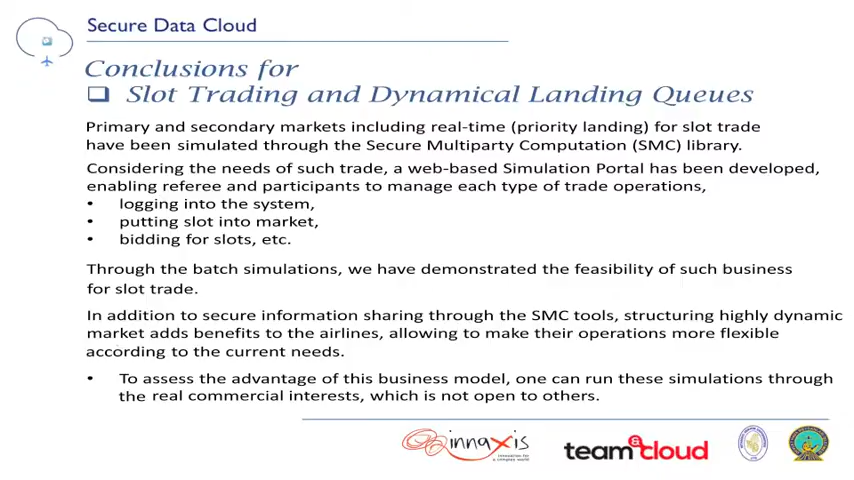 Secure Data Cloud
Conclusions for
❑ Slot Trading and Dynamical Landing Queues
Primary and secondary markets including real-time (priority landing) for slot trade
have been simulated through the Secure Multiparty Computation (SMC) library.
Considering the needs of such trade, a web-based Simulation Portal has been developed,
enabling referee and participants to manage each type of trade operations,
• logging into the system,
• putting slot into market,
• bidding for slots, etc.
Through the batch simulations, we have demonstrated the feasibility of such business
for slot trade.
In addition to secure information sharing through the SMC tools, structuring highly dynamic
market adds benefits to the airlines, allowing to make their operations more flexible
according to the current needs.
• To assess the advantage of this business model, one can run these simulations through
the real commercial interests, which is not open to others.
innaxis
innovation for
a complex world
team cloud